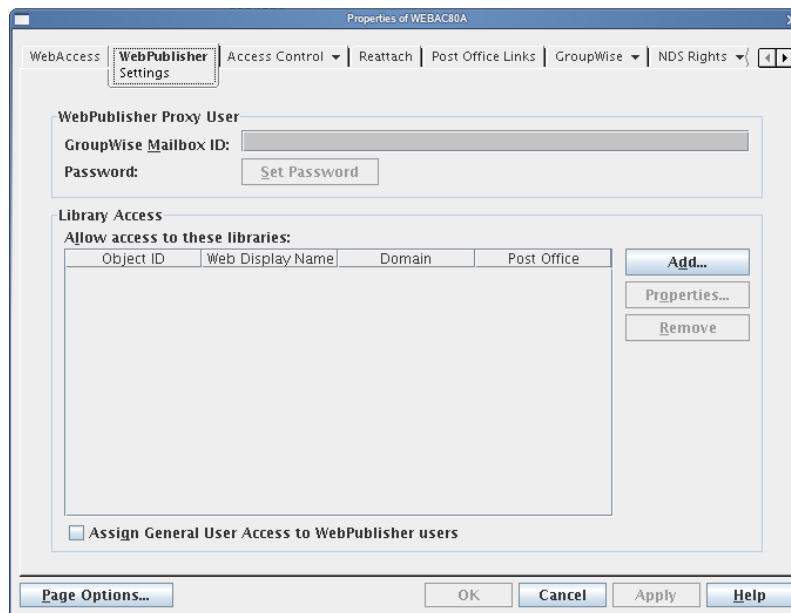 Properties of WEBAC80A
WebAccess WebPublisher Access Control Reattach Post Office Links GroupWise NDS Rights
Settings
WebPublisher Proxy User
GroupWise Mailbox ID:
Password: Set Password
Library Access
Allow access to these libraries:
Object ID Web Display Name Domain Post Office
Add...
Properties...
Remove
Assign General User Access to WebPublisher users
Page Options... OK Cancel Apply Help